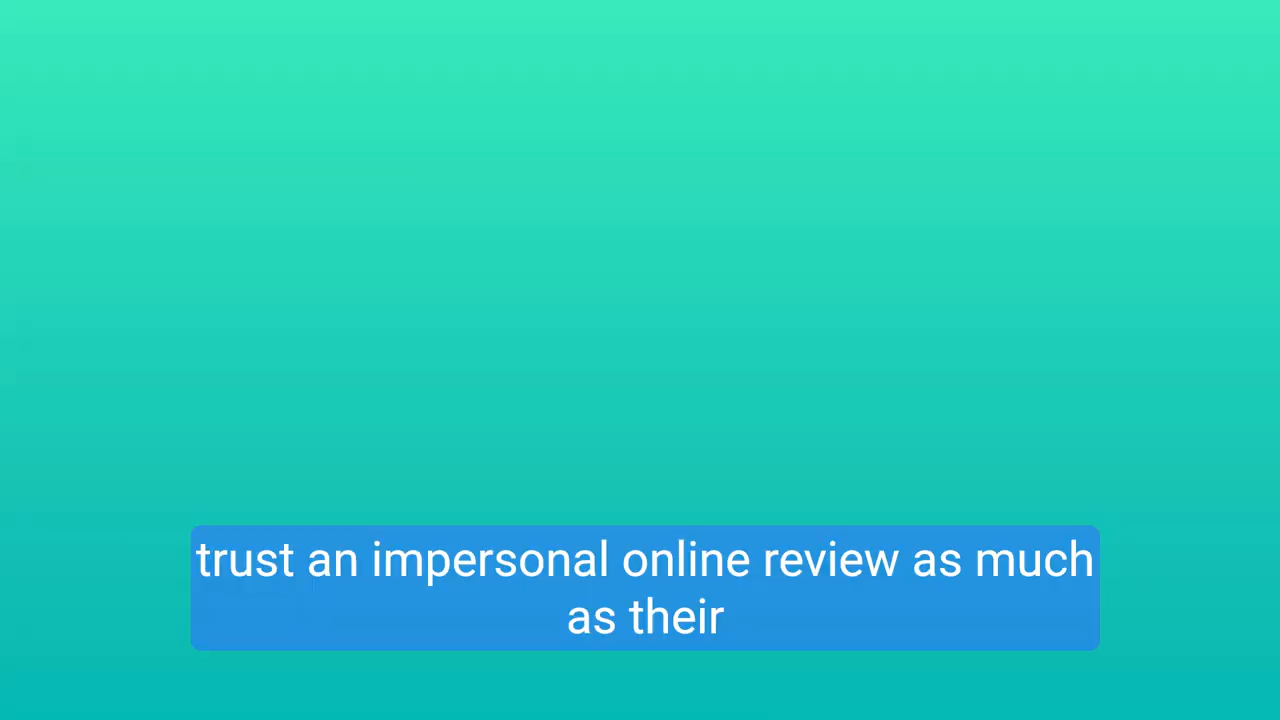 trust an impersonal online review as much
as their